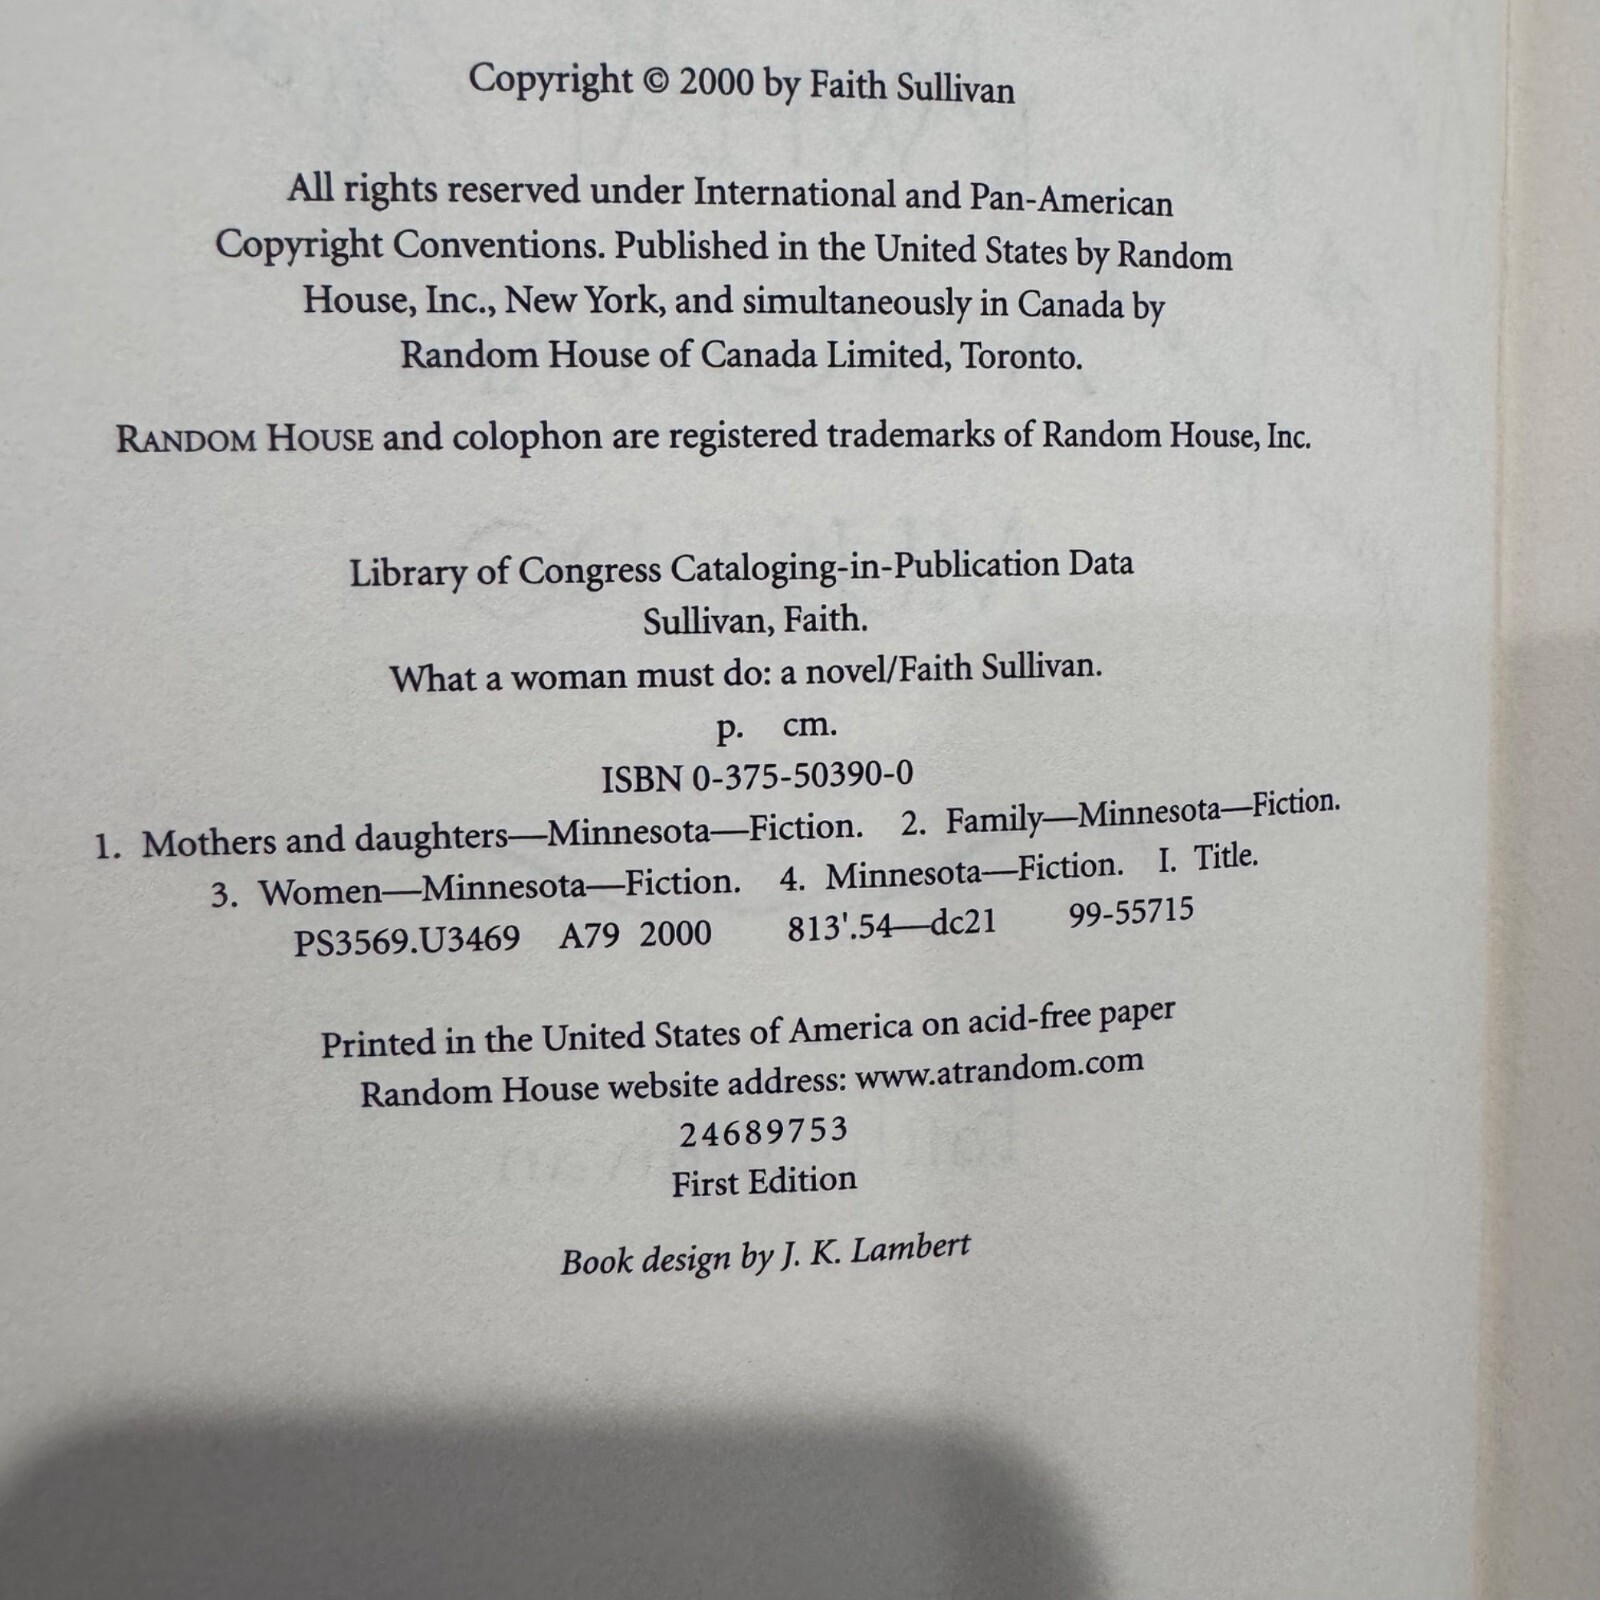 Copyright © 2000 by Faith Sullivan
All rights reserved under International and Pan-American
Copyright Conventions. Published in the United States by Random
House, Inc., New York, and simultaneously in Canada by
Random House of Canada Limited, Toronto.
RANDOM HOUSE and colophon are registered trademarks of Random House, Inc.
Library of Congress Cataloging-in-Publication Data
Sullivan, Faith.
What a woman must do: a novel/Faith Sullivan.
p. cm.
ISBN 0-375-50390-0
1. Mothers and daughters—Minnesota—Fiction. 2. Family—Minnesota—Fiction.
3. Women—Minnesota—Fiction. 4. Minnesota—Fiction. I. Title.
PS3569.U3469 A79 2000 813'.54—dc21 99-55715
Printed in the United States of America on acid-free paper
Random House website address: www.atrandom.com
24689753
First Edition
Book design by J. K. Lambert